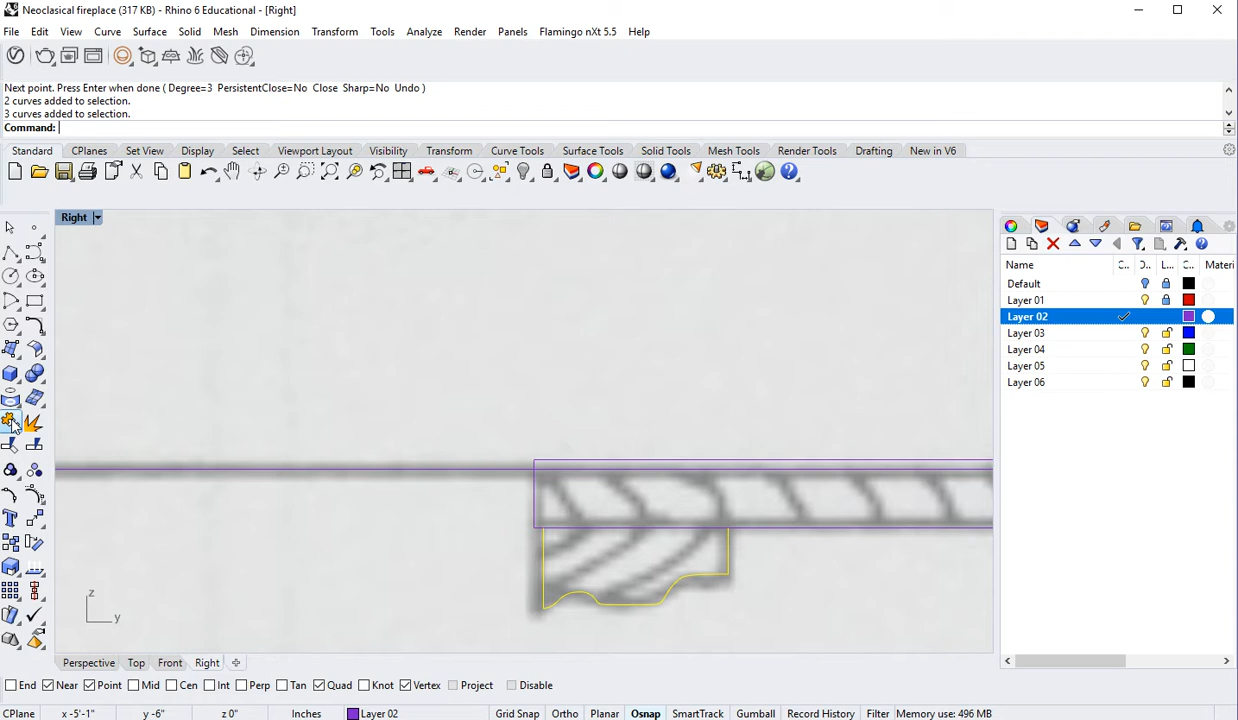 Neoclasical fireplace (317 KB) - Rhino 6 Educational - [Right]
File Edit View Curve Surface Solid Mesh Dimension Transform Tools Analyze Render Panels Flamingo nXt 5.5 Help
Next point. Press Enter when done ( Degree=3 PersistentClose=No Close Sharp=No Undo )
2 curves added to selection.
3 curves added to selection.
Command:
Standard CPlanes Set View Display Select Viewport Layout Visibility Transform Curve Tools Surface Tools Solid Tools Mesh Tools Render Tools Drafting New in V6
Right
Name C.. D.. L.. C.. Materi
Default
Layer 01
Layer 02
Layer 03
Layer 04
Layer 05
Layer 06
z
y
Perspective Top Front Right
End Near Point Mid Cen Int Perp Tan Quad Knot Vertex Project Disable
CPlane x -5'-1" y -6" z 0" Inches Layer 02 Grid Snap Ortho Planar Osnap SmartTrack Gumball Record History Filter Memory use: 496 MB